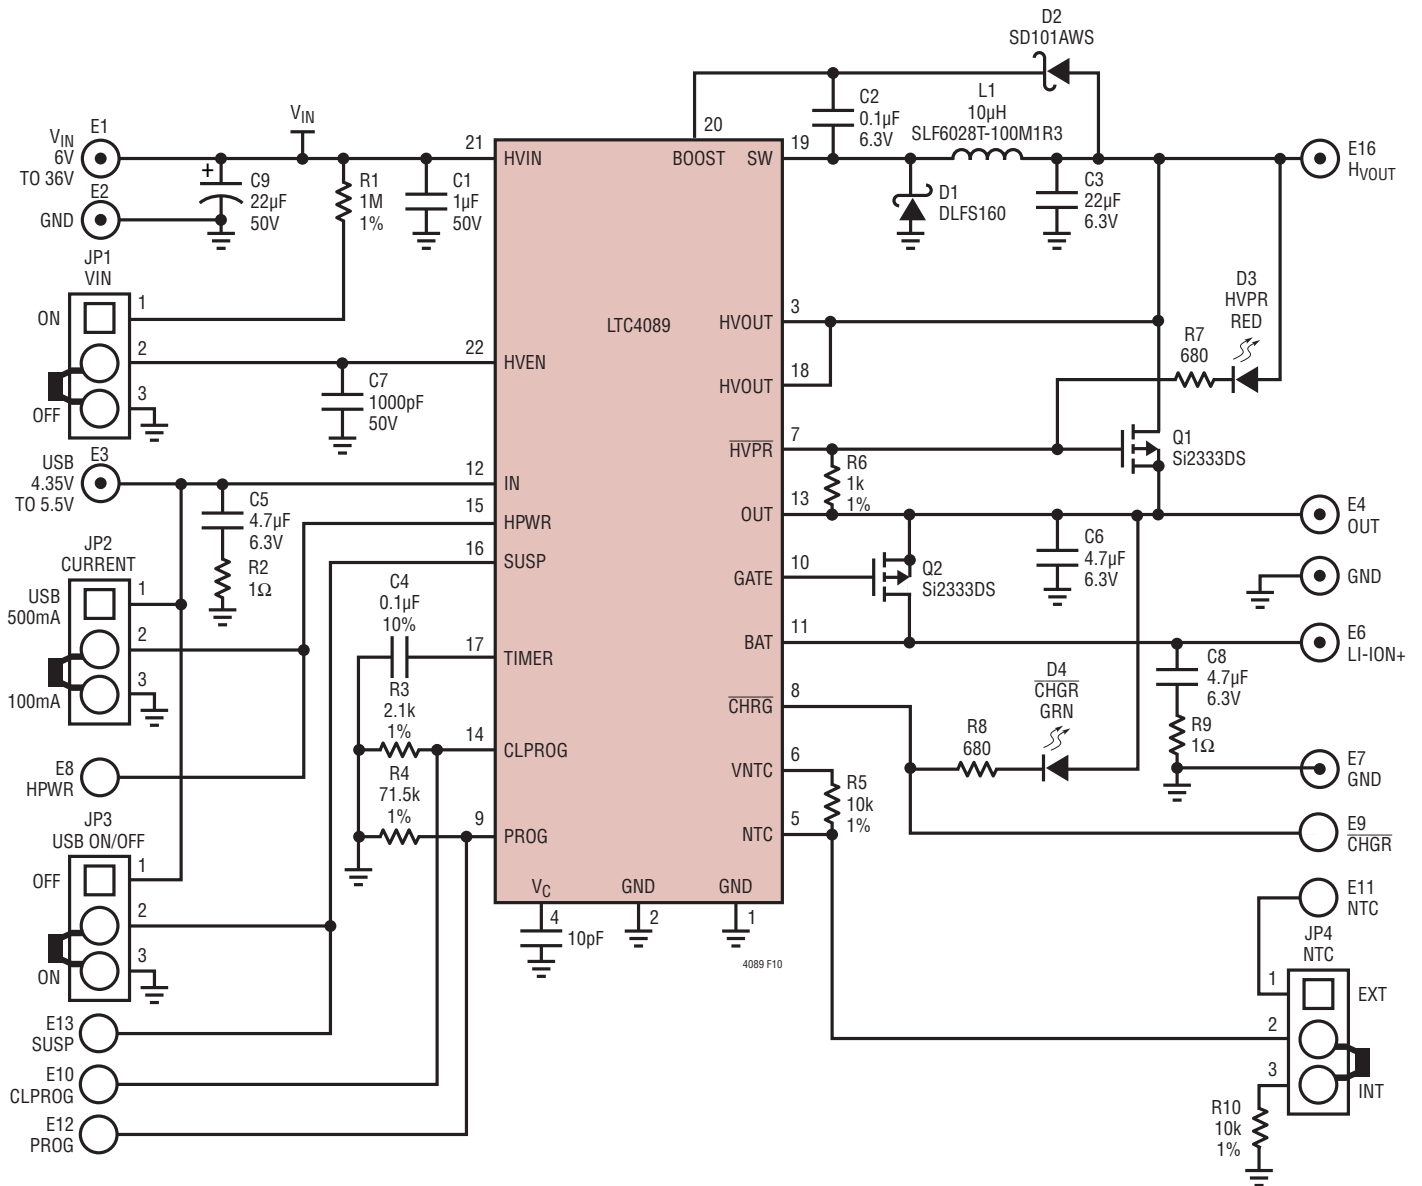 D2
SD101AWS
L1
10µH
SLF6028T-100M1R3
C2
0.1µF
6.3V
20
BOOST
SW
19
E16
HVOUT
C3
22µF
6.3V
D1
DLFS160
E1
VIN
6V
TO 36V
VIN
21
HVIN
C9
22µF
50V
+
R1
1M
1%
C1
1µF
50V
E2
GND
JP1
VIN
ON
1
2
3
OFF
22
HVEN
C7
1000pF
50V
LTC4089
HVOUT
3
HVOUT
18
D3
HVPR
RED
R7
680
HVPR
7
Q1
Si2333DS
R6
1k
1%
OUT
13
E4
OUT
E3
USB
4.35V
TO 5.5V
12
IN
15
HPWR
16
SUSP
C5
4.7µF
6.3V
R2
1Ω
JP2
CURRENT
USB
500mA
1
2
3
100mA
GATE
10
Q2
Si2333DS
C6
4.7µF
6.3V
GND
C4
0.1µF
10%
17
TIMER
BAT
11
E6
LI-ION+
C8
4.7µF
6.3V
R9
1Ω
R3
2.1k
1%
14
CLPROG
CHRG
8
D4
CHGR
GRN
R8
680
E7
GND
R4
71.5k
1%
9
PROG
VNTC
6
R5
10k
1%
NTC
5
E9
CHGR
E8
HPWR
JP3
USB ON/OFF
OFF
1
2
3
ON
VC
4
10pF
GND
2
GND
1
4089 F10
E11
NTC
JP4
NTC
1
EXT
2
3
INT
R10
10k
1%
E13
SUSP
E10
CLPROG
E12
PROG